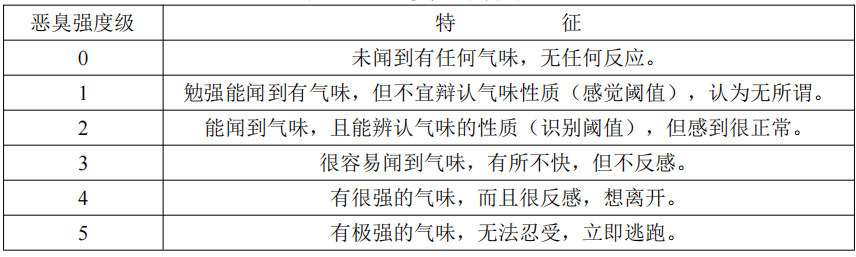 恶臭强度级 特 征
0 未闻到有任何气味，无任何反应。
1 勉强能闻到有气味，但不宜辩认气味性质（感觉阈值），认为无所谓。
2 能闻到气味，且能辨认气味的性质（识别阈值），但感到很正常。
3 很容易闻到气味，有所不快，但不反感。
4 有很强的气味，而且很反感，想离开。
5 有极强的气味，无法忍受，立即逃跑。